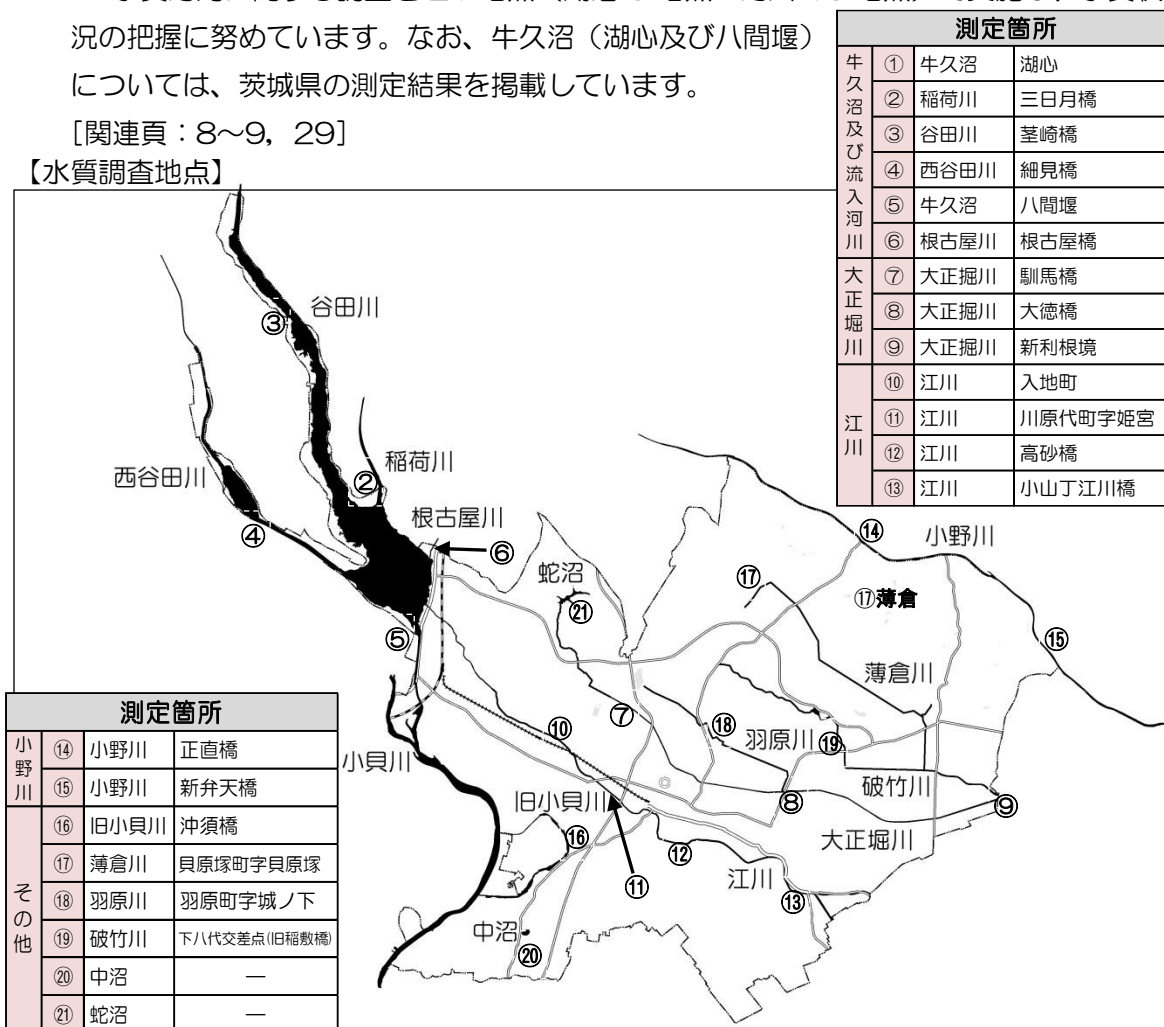 況の把握に努めています。なお、牛久沼（湖心及び八間堰）
については、茨城県の測定結果を掲載しています。
［関連頁：8～9，29］
【水質調査地点】
測定箇所
牛久沼及び流入河川
① 牛久沼 湖心
② 稲荷川 三日月橋
③ 谷田川 茎崎橋
④ 西谷田川 細見橋
⑤ 牛久沼 八間堰
⑥ 根古屋川 根古屋橋
大正堀川
⑦ 大正堀川 馴馬橋
⑧ 大正堀川 大徳橋
⑨ 大正堀川 新利根境
江川
⑩ 江川 入地町
⑪ 江川 川原代町字姫宮
⑫ 江川 高砂橋
⑬ 江川 小山丁江川橋
③
谷田川
西谷田川
②
稲荷川
④
根古屋川
⑥
⑤
蛇沼
㉑
⑭
小野川
⑰
⑰薄倉
⑮
薄倉川
⑦
⑱
羽原川
⑲
⑩
小貝川
破竹川
⑧
⑨
旧小貝川
大正堀川
⑯
⑫
⑪
江川
⑬
中沼
⑳
測定箇所
小野川
⑭ 小野川 正直橋
⑮ 小野川 新弁天橋
その他
⑯ 旧小貝川 沖須橋
⑰ 薄倉川 貝原塚町字貝原塚
⑱ 羽原川 羽原町字城ノ下
⑲ 破竹川 下八代交差点(旧稲敷橋)
⑳ 中沼 ―
㉑ 蛇沼 ―